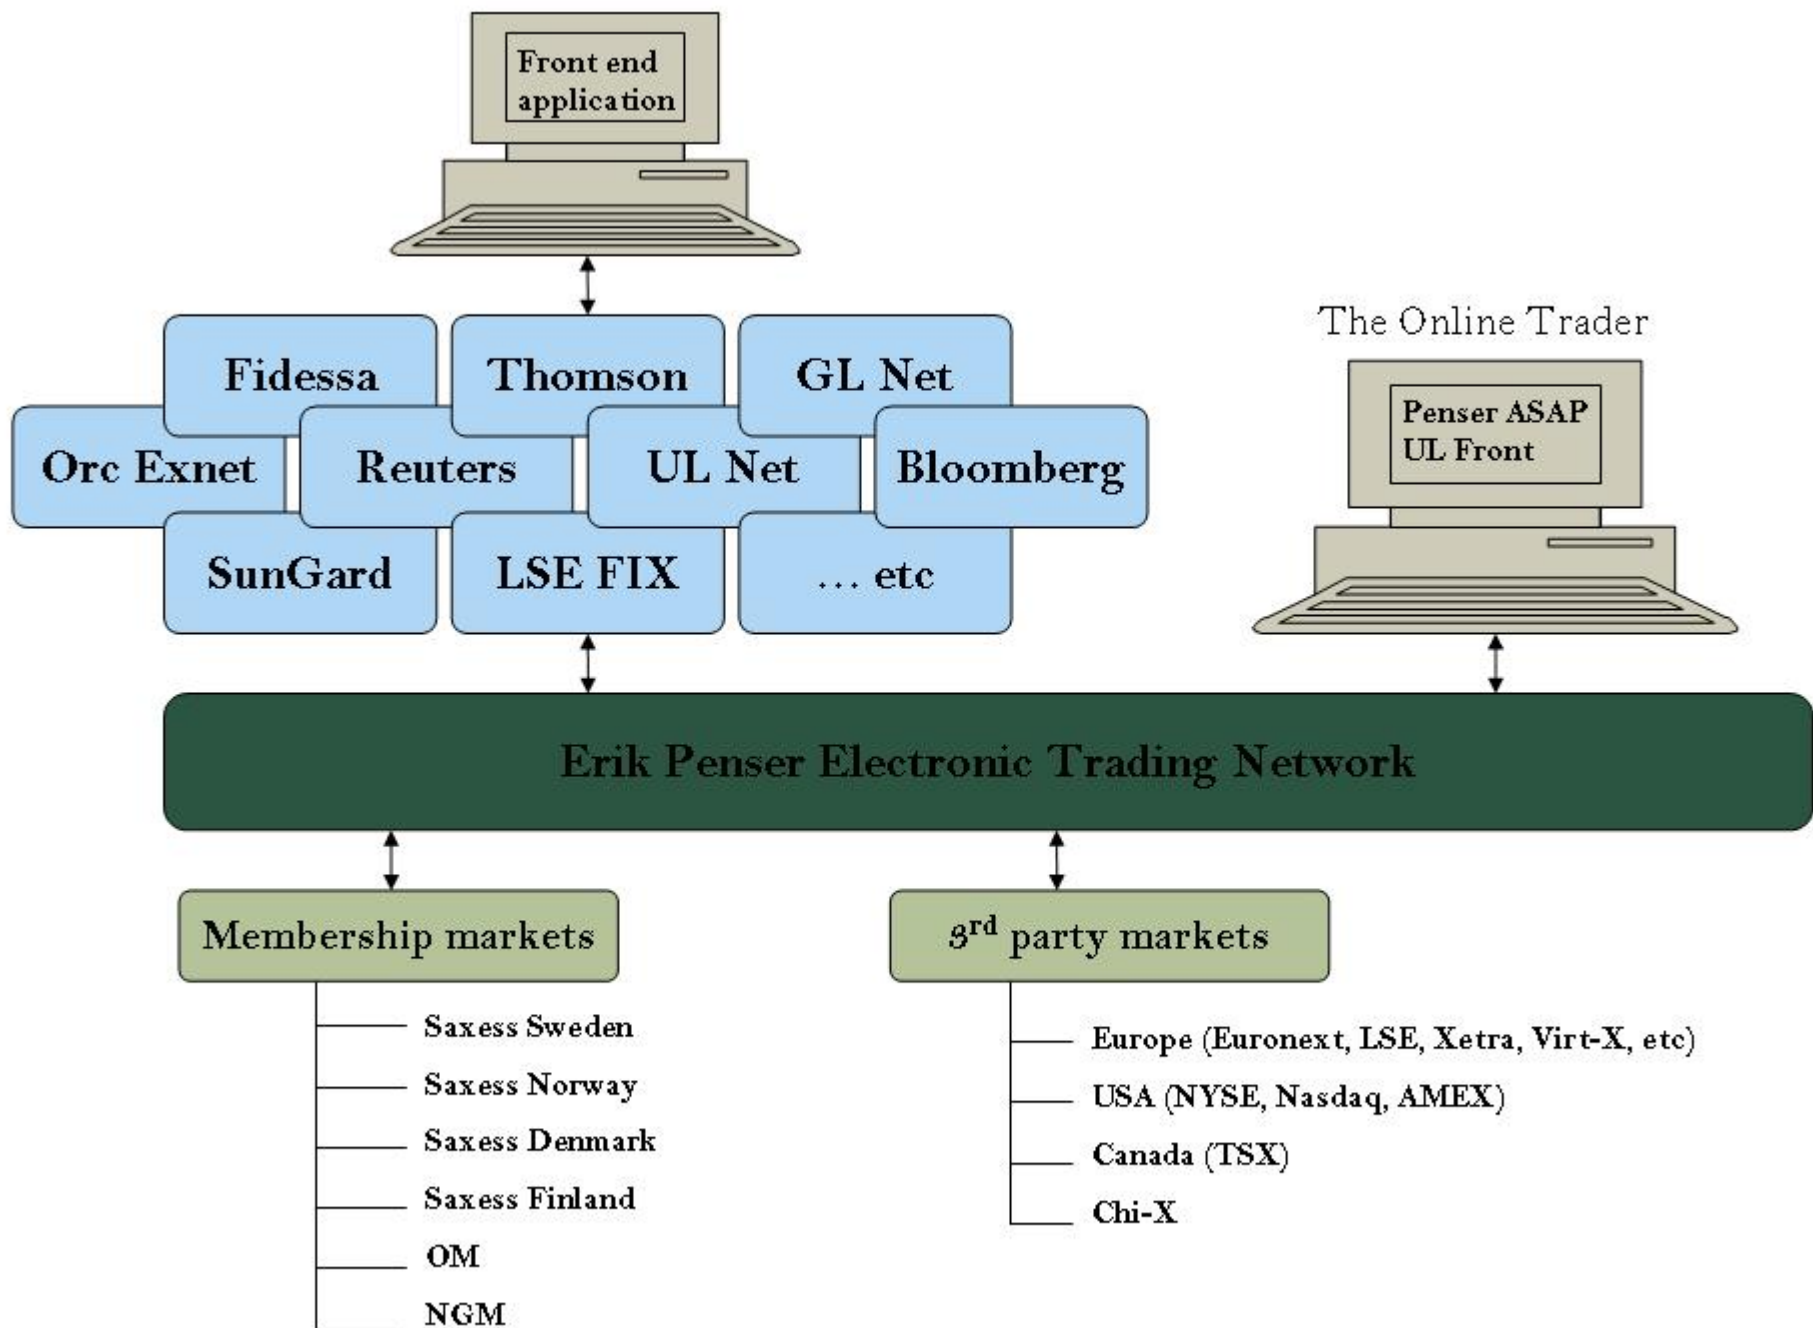 Front end
application
The Online Trader
Fidessa
Thomson
GL Net
Penser ASAP
UL Front
Orc Exnet
Reuters
UL Net
Bloomberg
SunGard
LSE FIX
... etc
Erik Penser Electronic Trading Network
Membership markets
3rd party markets
Saxess Sweden
Saxess Norway
Saxess Denmark
Saxess Finland
OM
NGM
Europe (Euronext, LSE, Xetra, Virt-X, etc)
USA (NYSE, Nasdaq, AMEX)
Canada (TSX)
Chi-X